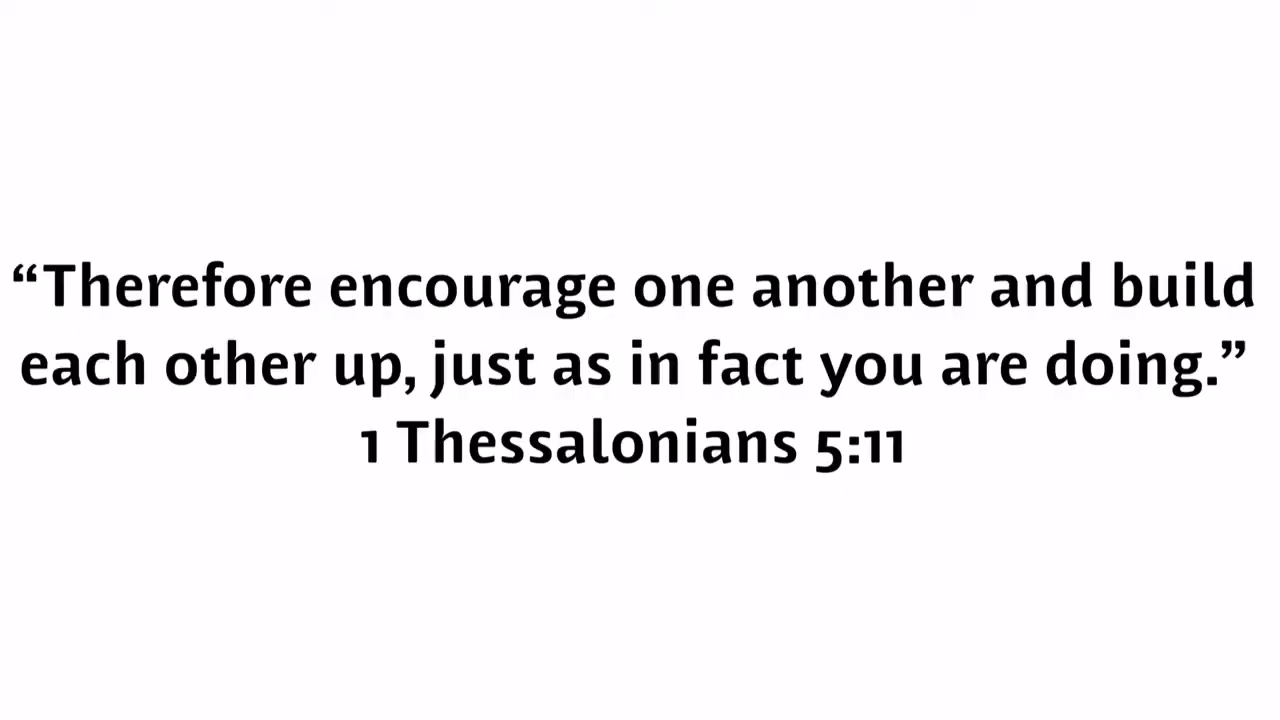 “Therefore encourage one another and build
each other up, just as in fact you are doing.”
1 Thessalonians 5:11